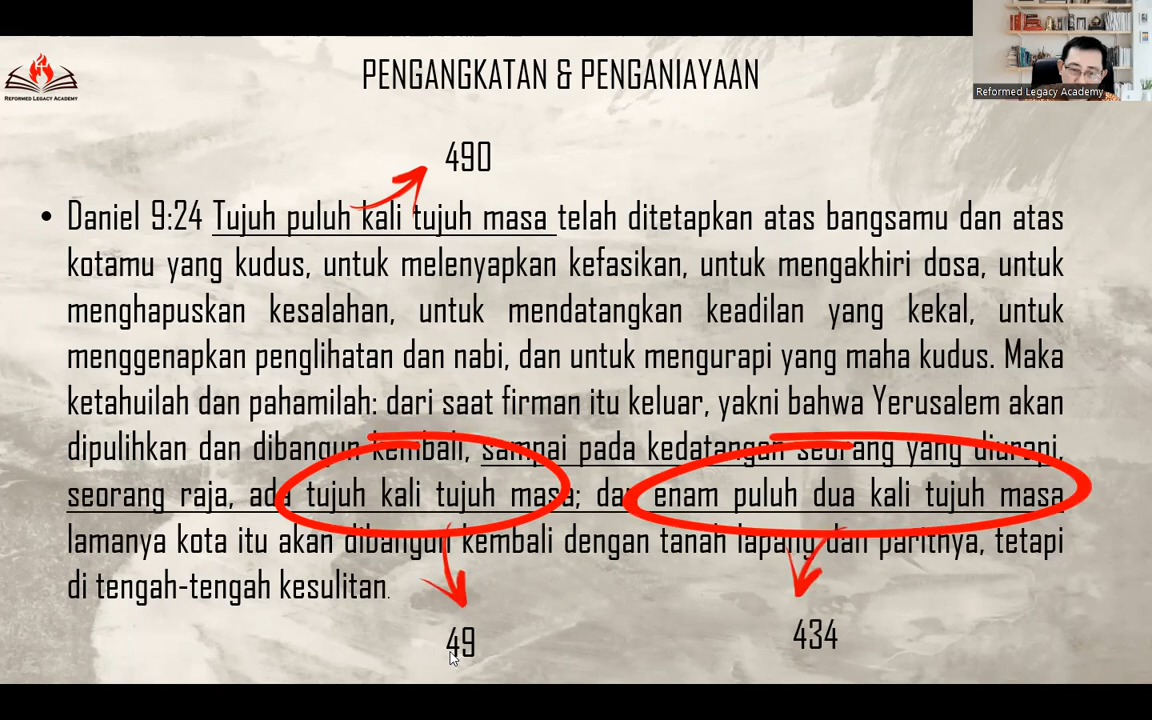 PENGANGKATAN & PENGANIAYAAN
Reformed Legacy Academy
REFORMED LEGACY ACADEMY
490
• Daniel 9:24 Tujuh puluh kali tujuh masa telah ditetapkan atas bangsamu dan atas
kotamu yang kudus, untuk melenyapkan kefasikan, untuk mengakhiri dosa, untuk
menghapuskan kesalahan, untuk mendatangkan keadilan yang kekal, untuk
menggenapkan penglihatan dan nabi, dan untuk mengurapi yang maha kudus. Maka
ketahuilah dan pahamilah: dari saat firman itu keluar, yakni bahwa Yerusalem akan
dipulihkan dan dibangun kembali, sampai pada kedatangan seorang yang diurapi,
seorang raja, ada tujuh kali tujuh masa; dan enam puluh dua kali tujuh masa
lamanya kota itu akan dibangun kembali dengan tanah lapang dan paritnya, tetapi
di tengah-tengah kesulitan.
49
434